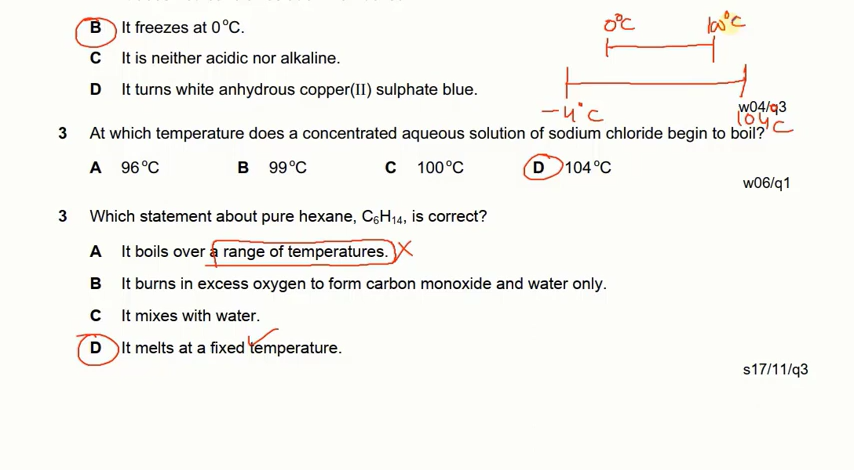 B It freezes at 0°C.
0°C 100°C
C It is neither acidic nor alkaline.
D It turns white anhydrous copper(II) sulphate blue.
-4°C
w04/q3
104°C
3 At which temperature does a concentrated aqueous solution of sodium chloride begin to boil?
A 96°C B 99°C C 100°C D 104°C
w06/q1
3 Which statement about pure hexane, C₆H₁₄, is correct?
A It boils over a range of temperatures. X
B It burns in excess oxygen to form carbon monoxide and water only.
C It mixes with water.
D It melts at a fixed temperature.
s17/11/q3